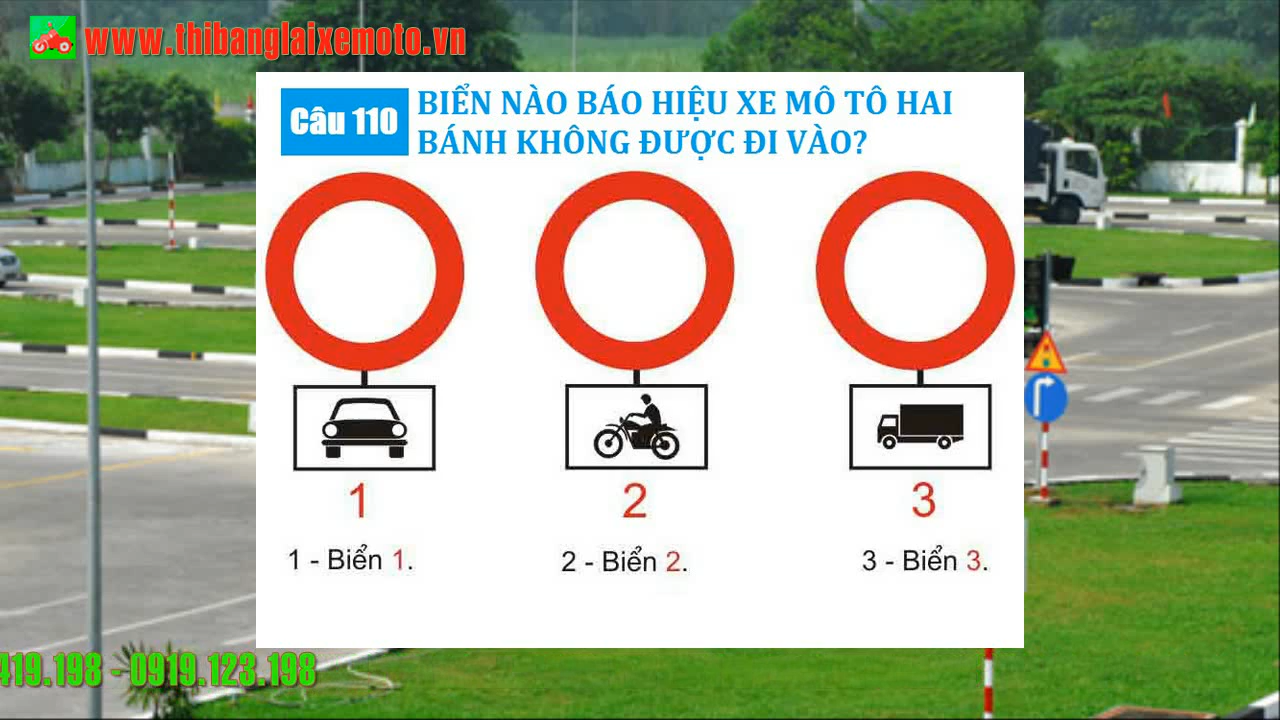 www.thibanglaixemoto.vn
Câu 110
BIỂN NÀO BÁO HIỆU XE MÔ TÔ HAI
BÁNH KHÔNG ĐƯỢC ĐI VÀO?
1
2
3
1 - Biển 1.
2 - Biển 2.
3 - Biển 3.
419.198 - 0919.123.198